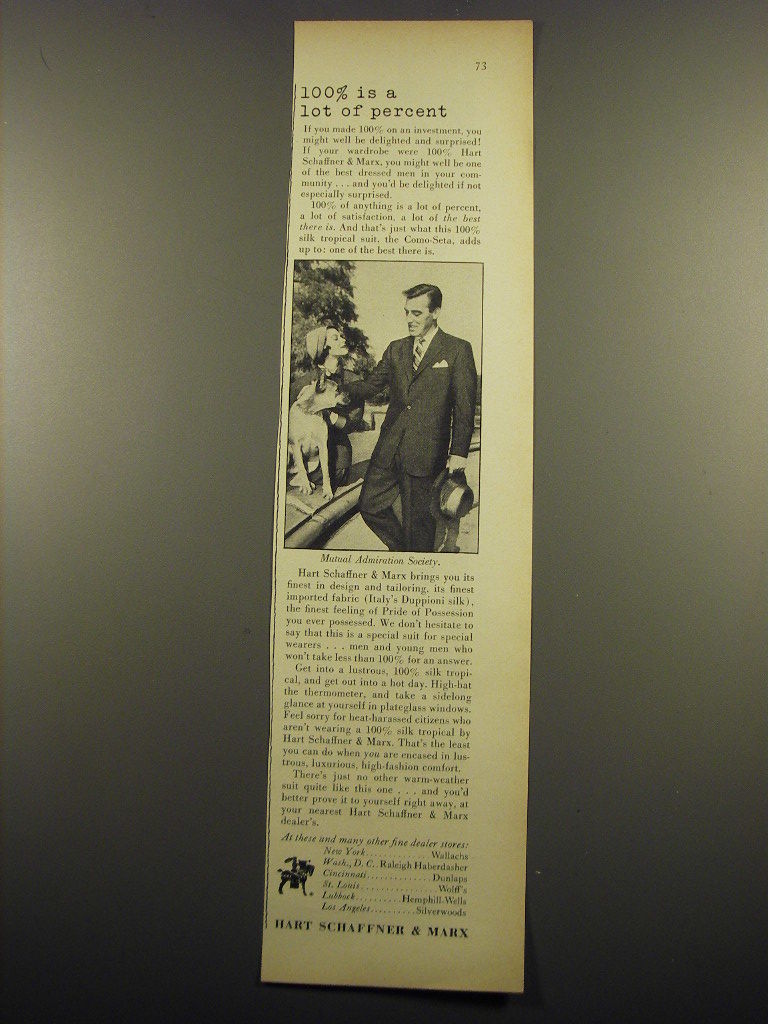 73
100% is a
lot of percent
If you made 100% on an investment, you
might well be delighted and surprised!
If your wardrobe were 100% Hart
Schaffner & Marx, you might well be one
of the best dressed men in your com-
munity . . . and you'd be delighted if not
especially surprised.
100% of anything is a lot of percent,
a lot of satisfaction, a lot of the best
there is. And that's just what this 100%
silk tropical suit, the Como-Seta, adds
up to: one of the best there is.
Mutual Admiration Society.
Hart Schaffner & Marx brings you its
finest in design and tailoring, its finest
imported fabric (Italy's Duppioni silk),
the finest feeling of Pride of Possession
you ever possessed. We don't hesitate to
say that this is a special suit for special
wearers . . . men and young men who
won't take less than 100% for an answer.
Get into a lustrous, 100% silk tropi-
cal, and get out into a hot day. High-hat
the thermometer, and take a sidelong
glance at yourself in plateglass windows.
Feel sorry for heat-harassed citizens who
aren't wearing a 100% silk tropical by
Hart Schaffner & Marx. That's the least
you can do when you are encased in lus-
trous, luxurious, high-fashion comfort.
There's just no other warm-weather
suit quite like this one . . . and you'd
better prove it to yourself right away, at
your nearest Hart Schaffner & Marx
dealer's.
At these and many other fine dealer stores:
New York.............Wallachs
Wash., D. C..Raleigh Haberdasher
Cincinnati..............Dunlaps
St. Louis.................Wolff's
Lubbock..........Hemphill-Wells
Los Angeles..........Silverwoods
HART SCHAFFNER & MARX